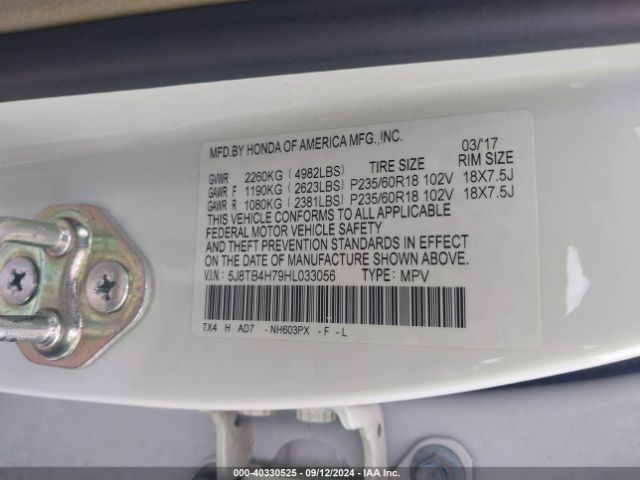 MFD.BY HONDA OF AMERICA MFG.,INC. 03/'17
GVWR 2260KG ( 4982LBS) TIRE SIZE RIM SIZE
GAWR F 1190KG ( 2623LBS) P235/60R18 102V 18X7.5J
GAWR R 1080KG ( 2381LBS) P235/60R18 102V 18X7.5J
THIS VEHICLE CONFORMS TO ALL APPLICABLE
FEDERAL MOTOR VEHICLE SAFETY
AND THEFT PREVENTION STANDARDS IN EFFECT
ON THE DATE OF MANUFACTURE SHOWN ABOVE.
V.I.N.: 5J8TB4H79HL033056 TYPE: MPV
TX4 H AD7 -NH603PX -F -L
000-40330525 - 09/12/2024 - IAA Inc.